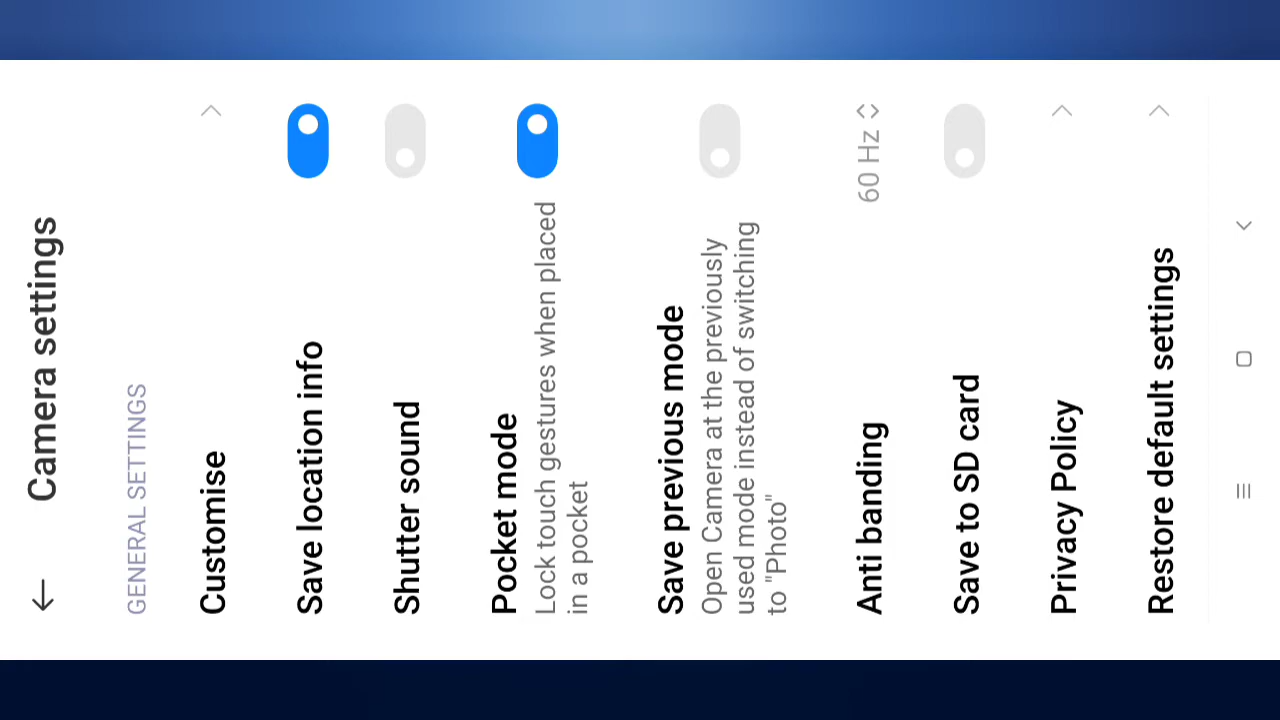 Camera settings
GENERAL SETTINGS
Customise
Save location info
Shutter sound
Pocket mode
Lock touch gestures when placed
in a pocket
Save previous mode
Open Camera at the previously
used mode instead of switching
to "Photo"
Anti banding
60 Hz
Save to SD card
Privacy Policy
Restore default settings